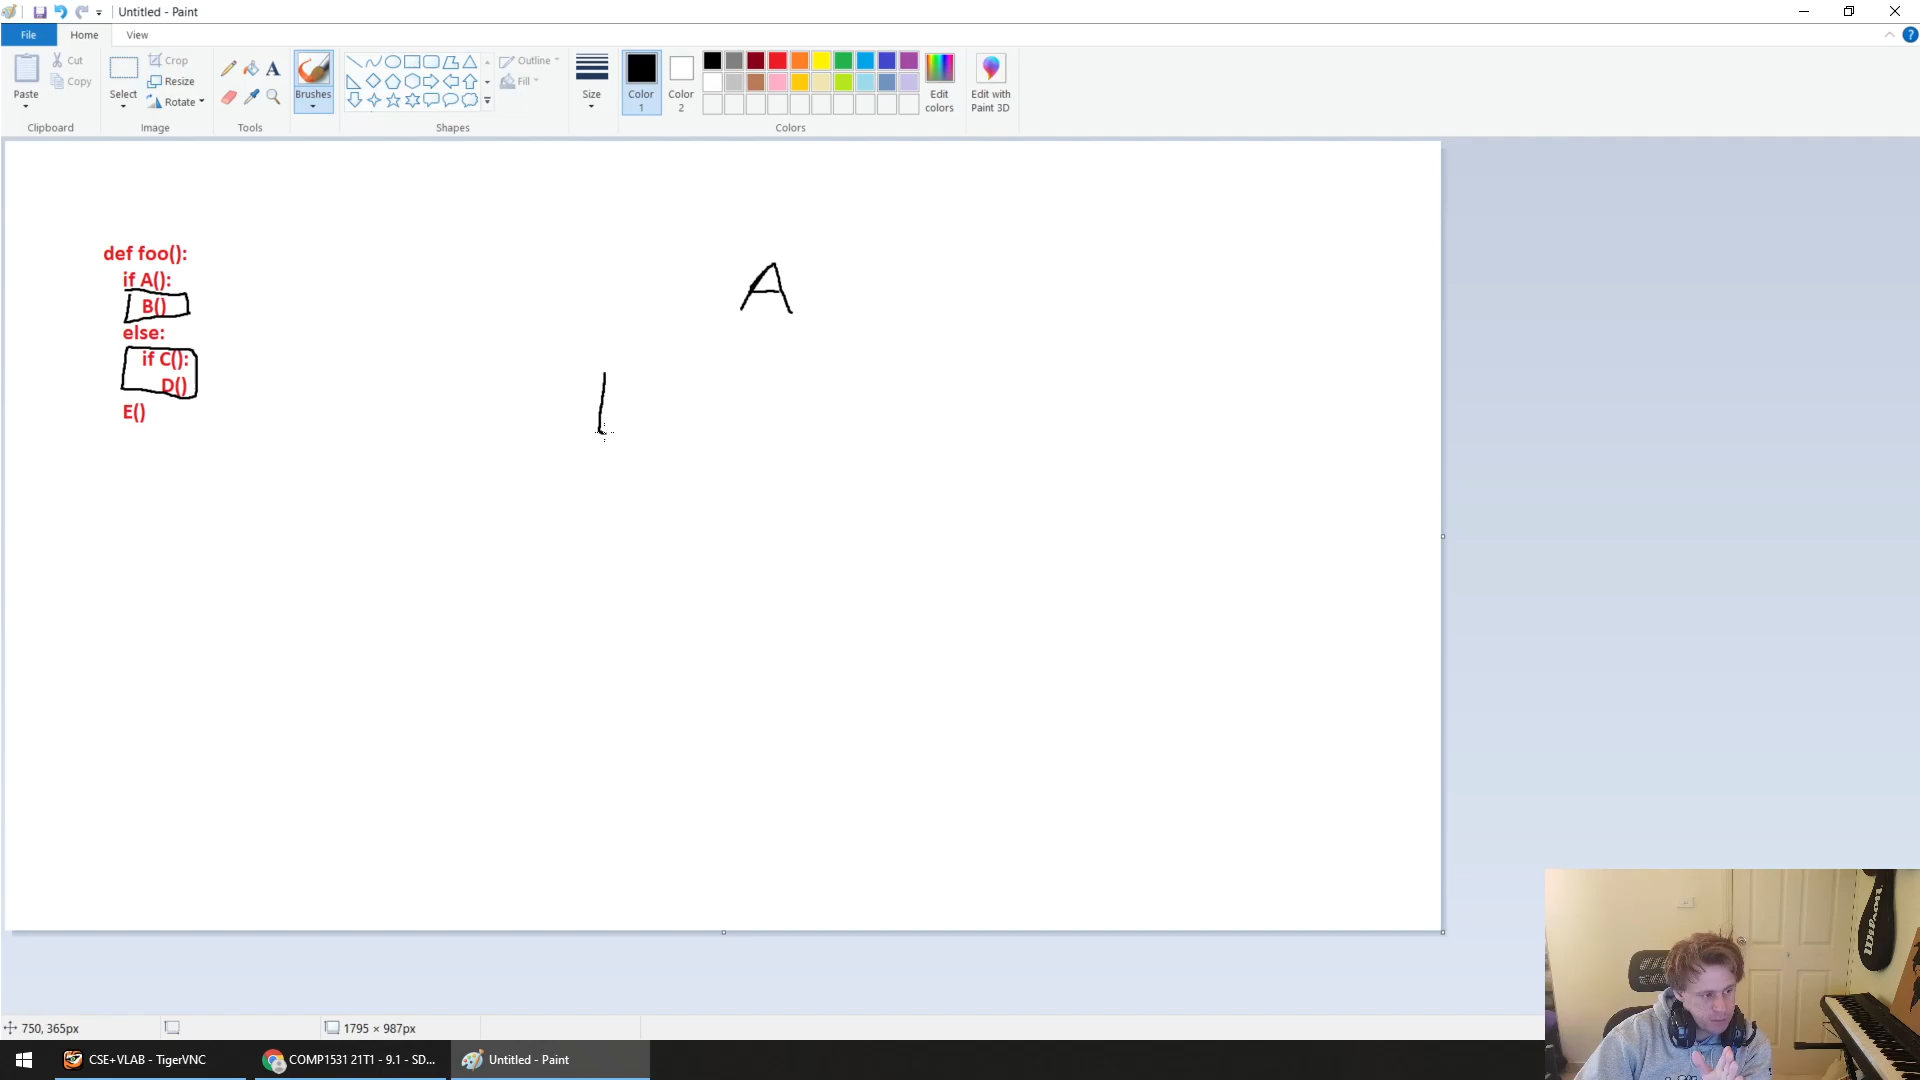 Untitled - Paint
File Home View
Cut
Copy
Paste
Clipboard
Crop
Resize
Rotate
Select
Image
A
Tools
Brushes
Outline
Fill
Shapes
Size
Color
1
Color
2
Edit
colors
Colors
Edit with
Paint 3D
?
def foo():
if A():
B()
else:
if C():
D()
E()
A
Wilson
750, 365px
1795 × 987px
CSE+VLAB - TigerVNC
COMP1531 21T1 - 9.1 - SD...
Untitled - Paint